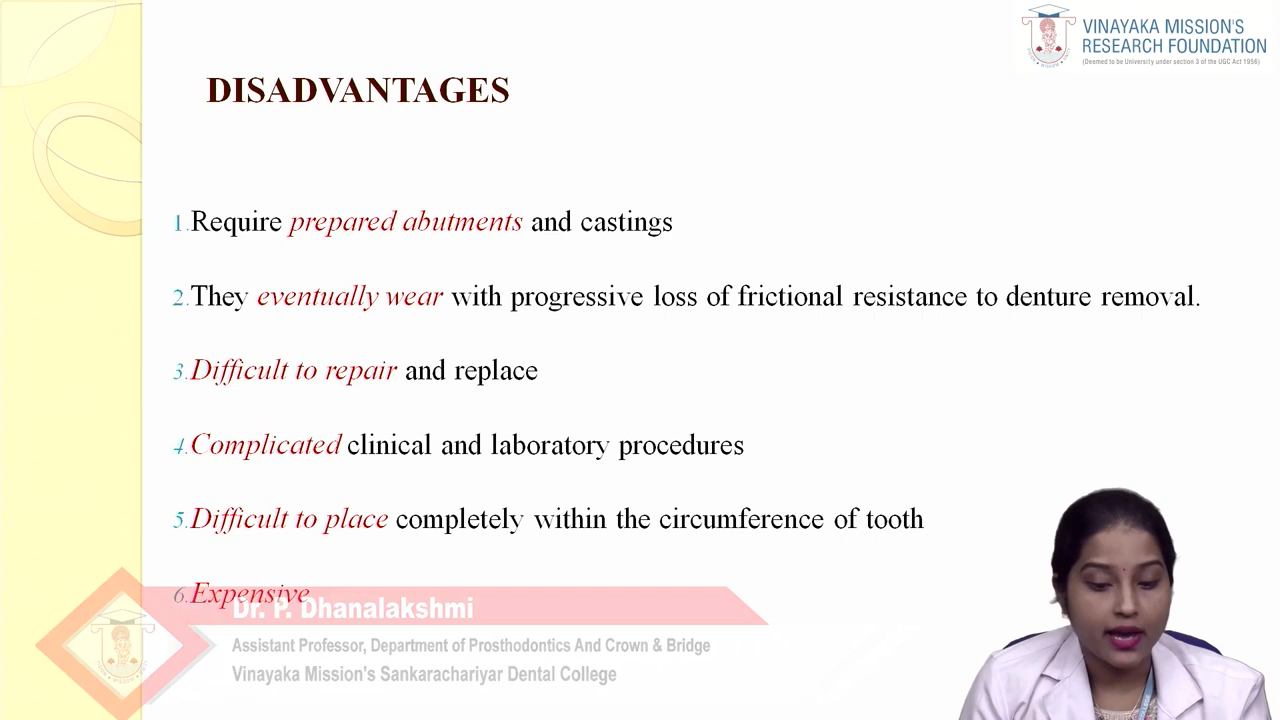 VINAYAKA MISSION'S
RESEARCH FOUNDATION
(Deemed to be University under section 3 of the UGC Act 1956)
DISADVANTAGES
1.Require prepared abutments and castings
2.They eventually wear with progressive loss of frictional resistance to denture removal.
3.Difficult to repair and replace
4.Complicated clinical and laboratory procedures
5.Difficult to place completely within the circumference of tooth
6.Expensive
Dr. P. Dhanalakshmi
Assistant Professor, Department of Prosthodontics And Crown & Bridge
Vinayaka Mission's Sankarachariyar Dental College